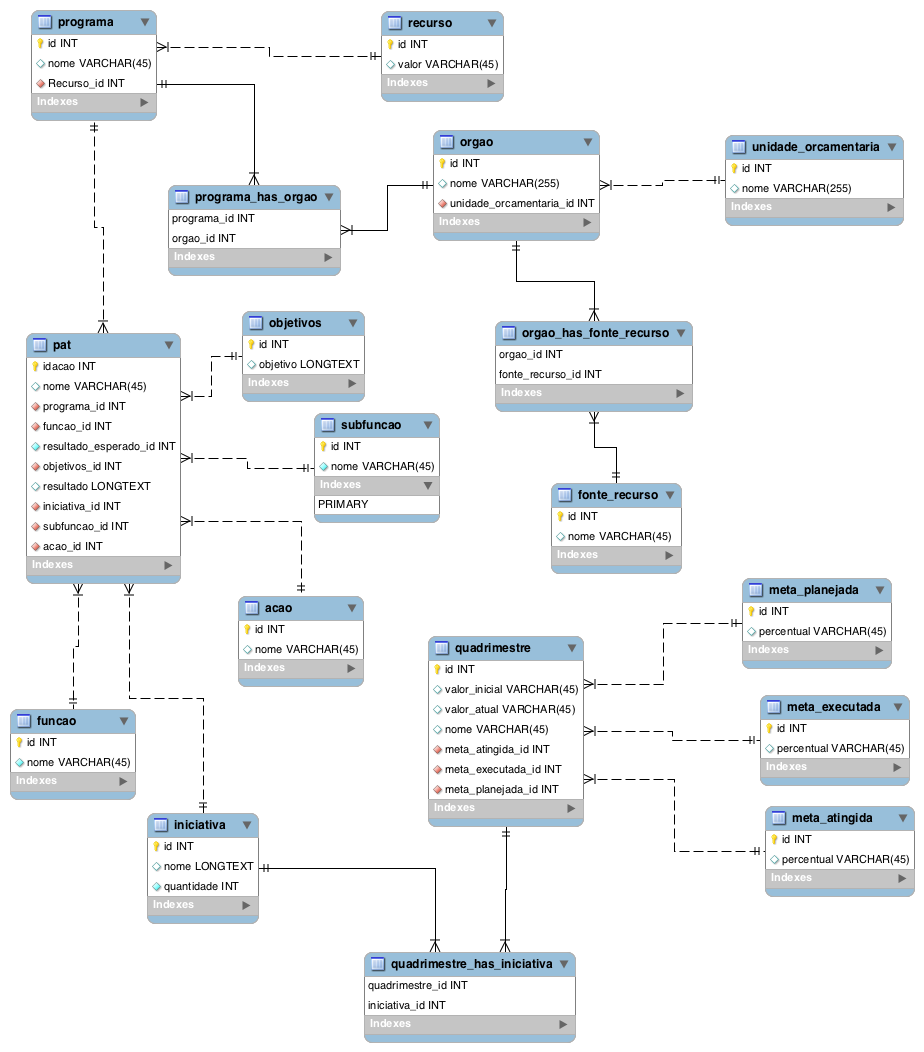 programa
id INT
nome VARCHAR(45)
Recurso_id INT
Indexes
recurso
id INT
valor VARCHAR(45)
Indexes
orgao
id INT
nome VARCHAR(255)
unidade_orcamentaria_id INT
Indexes
unidade_orcamentaria
id INT
nome VARCHAR(255)
Indexes
programa_has_orgao
programa_id INT
orgao_id INT
Indexes
objetivos
id INT
objetivo LONGTEXT
Indexes
orgao_has_fonte_recurso
orgao_id INT
fonte_recurso_id INT
Indexes
pat
idacao INT
nome VARCHAR(45)
programa_id INT
funcao_id INT
resultado_esperado_id INT
objetivos_id INT
resultado LONGTEXT
iniciativa_id INT
subfuncao_id INT
acao_id INT
Indexes
subfuncao
id INT
nome VARCHAR(45)
Indexes
PRIMARY
fonte_recurso
id INT
nome VARCHAR(45)
Indexes
acao
id INT
nome VARCHAR(45)
Indexes
meta_planejada
id INT
percentual VARCHAR(45)
Indexes
quadrimestre
id INT
valor_inicial VARCHAR(45)
valor_atual VARCHAR(45)
nome VARCHAR(45)
meta_atingida_id INT
meta_executada_id INT
meta_planejada_id INT
Indexes
meta_executada
id INT
percentual VARCHAR(45)
Indexes
funcao
id INT
nome VARCHAR(45)
Indexes
meta_atingida
id INT
percentual VARCHAR(45)
Indexes
iniciativa
id INT
nome LONGTEXT
quantidade INT
Indexes
quadrimestre_has_iniciativa
quadrimestre_id INT
iniciativa_id INT
Indexes